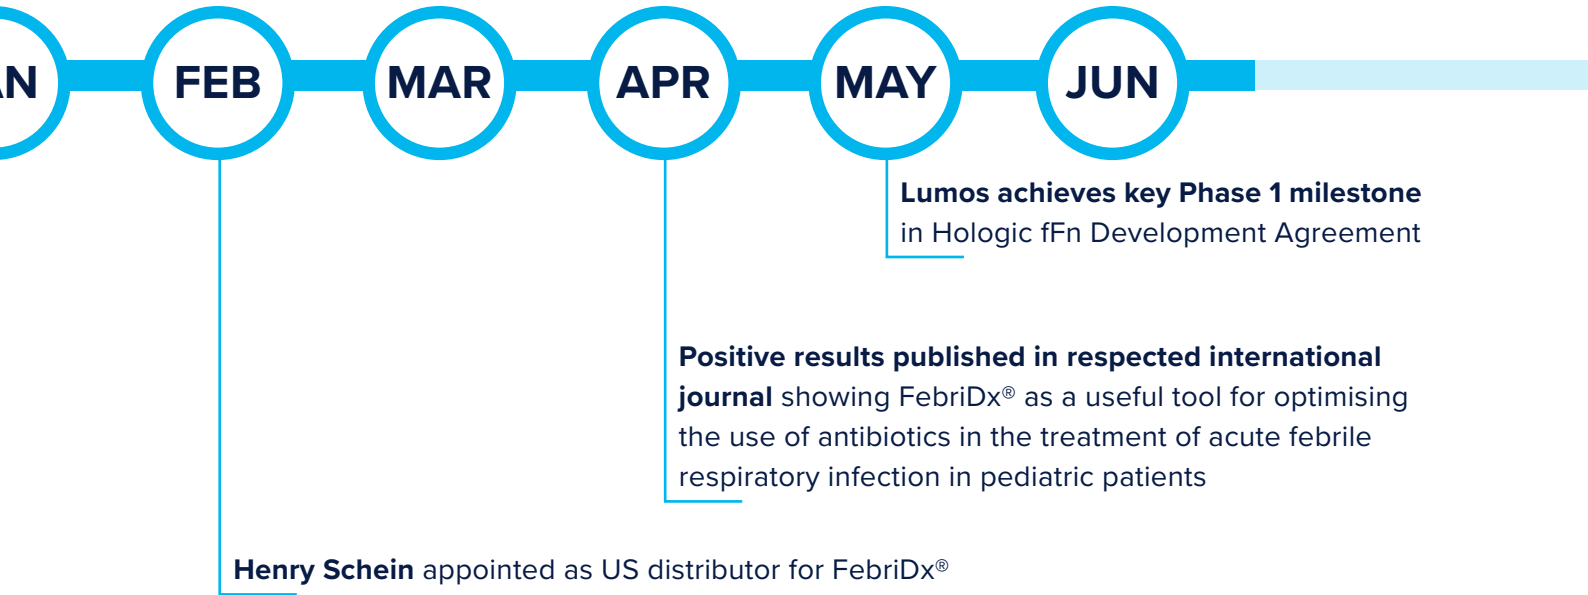 AN FEB MAR APR MAY JUN
Lumos achieves key Phase 1 milestone
in Hologic fFn Development Agreement
Positive results published in respected international
journal showing FebriDx® as a useful tool for optimising
the use of antibiotics in the treatment of acute febrile
respiratory infection in pediatric patients
Henry Schein appointed as US distributor for FebriDx®